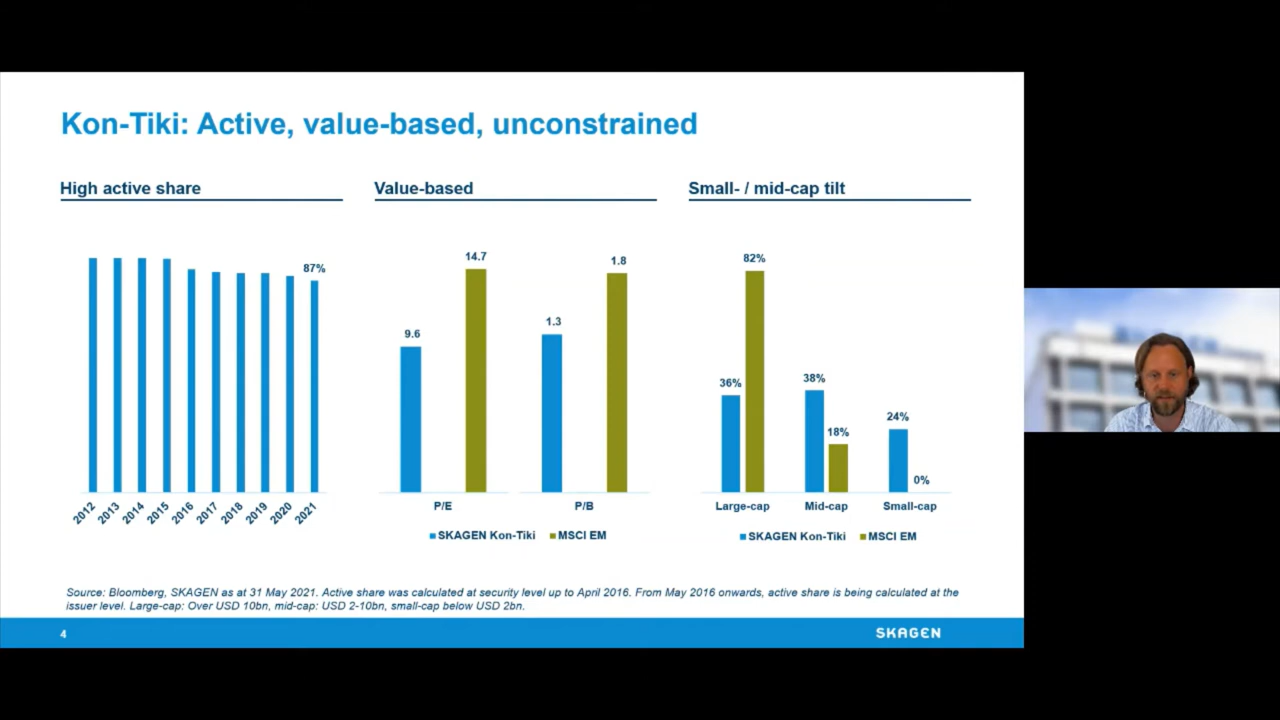 Kon-Tiki: Active, value-based, unconstrained
High active share
87%
2012 2013 2014 2015 2016 2017 2018 2019 2020 2021
Value-based
14.7
9.6
1.8
1.3
P/E P/B
SKAGEN Kon-Tiki MSCI EM
Small- / mid-cap tilt
82%
36%
38%
18%
24%
0%
Large-cap Mid-cap Small-cap
SKAGEN Kon-Tiki MSCI EM
Source: Bloomberg, SKAGEN as at 31 May 2021. Active share was calculated at security level up to April 2016. From May 2016 onwards, active share is being calculated at the
issuer level. Large-cap: Over USD 10bn, mid-cap: USD 2-10bn, small-cap below USD 2bn.
4
SKAGEN